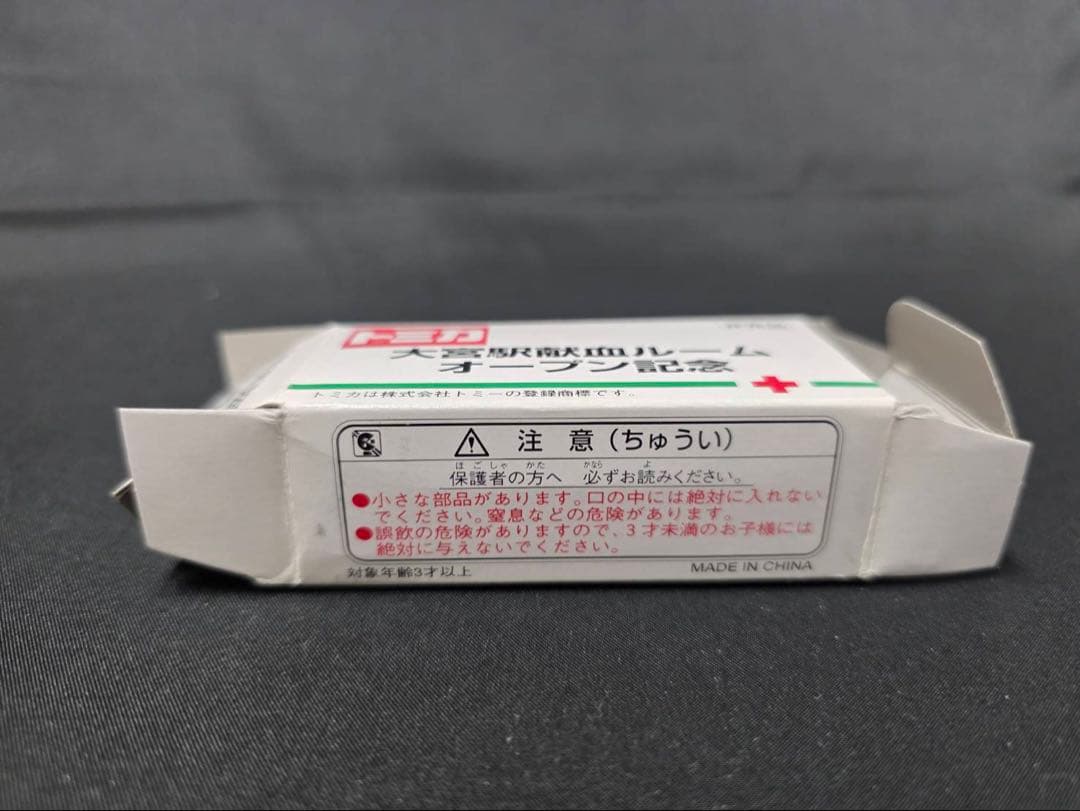 トミカ
大宮駅献血ルーム
オープン記念
トミカは株式会社トミーの登録商標です。
注 意 (ちゅうい)
ほごしゃ かた かなら よ
保護者の方へ 必ずお読みください。
●小さな部品があります。口の中には絶対に入れない
でください。窒息などの危険があります。
●誤飲の危険がありますので、3才未満のお子様には
絶対に与えないでください。
対象年齢3才以上 MADE IN CHINA